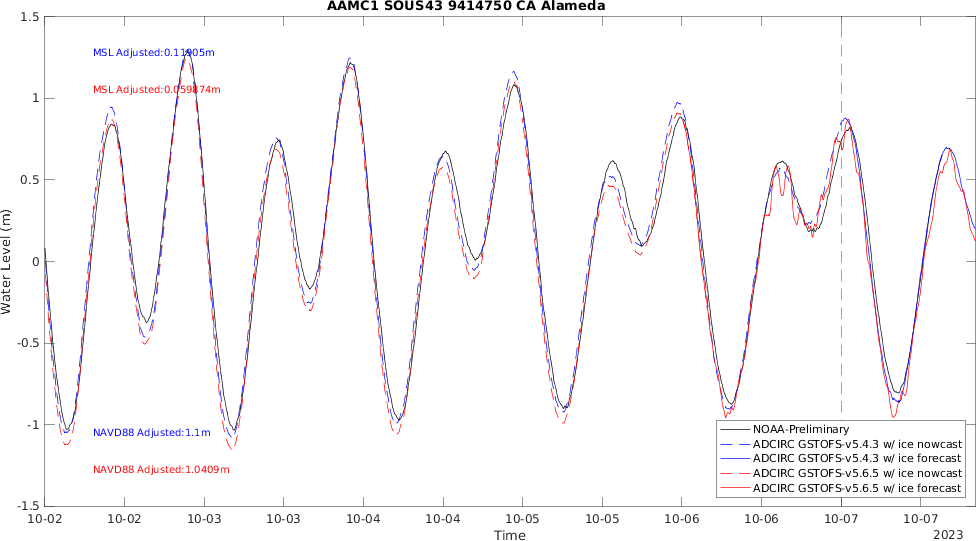 AAMC1 SOUS43 9414750 CA Alameda
1.5
1
0.5
0
-0.5
-1
-1.5
Water Level (m)
MSL Adjusted:0.11905m
MSL Adjusted:0.059874m
NAVD88 Adjusted:1.1m
NAVD88 Adjusted:1.0409m
NOAA-Preliminary
ADCIRC GSTOFS-v5.4.3 w/ ice nowcast
ADCIRC GSTOFS-v5.4.3 w/ ice forecast
ADCIRC GSTOFS-v5.6.5 w/ ice nowcast
ADCIRC GSTOFS-v5.6.5 w/ ice forecast
10-02 10-02 10-03 10-03 10-04 10-04 10-05 10-05 10-06 10-06 10-07 10-07
Time
2023